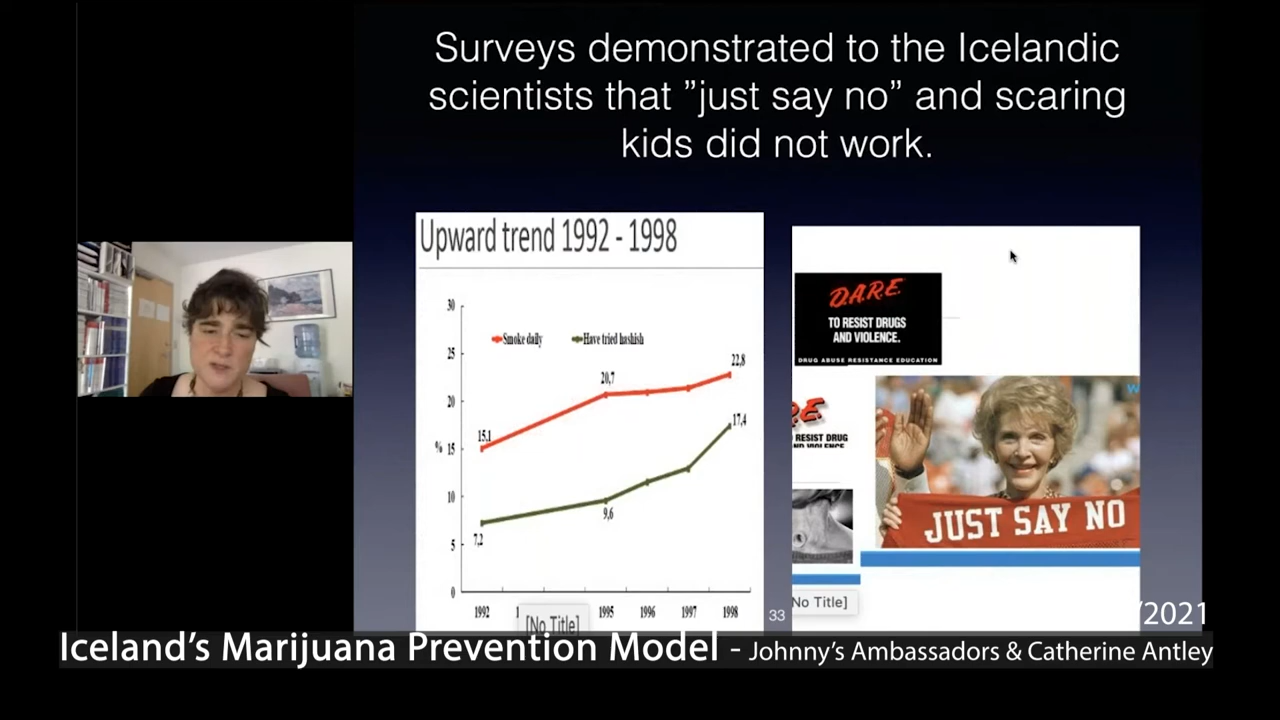 Surveys demonstrated to the Icelandic
scientists that ”just say no” and scaring
kids did not work.
Upward trend 1992 - 1998
30
Smoke daily
Have tried hashish
25
22,8
20,7
20
17,4
15,1
%
15
10
9,6
7,2
5
0
1992
1995
1996
1997
1998
[No Title]
33
D.A.R.E.
TO RESIST DRUGS
AND VIOLENCE.
DRUG ABUSE RESISTANCE EDUCATION
RESIST DRUG
JUST SAY NO
No Title]
/2021
Iceland’s Marijuana Prevention Model - Johnny’s Ambassadors & Catherine Antley